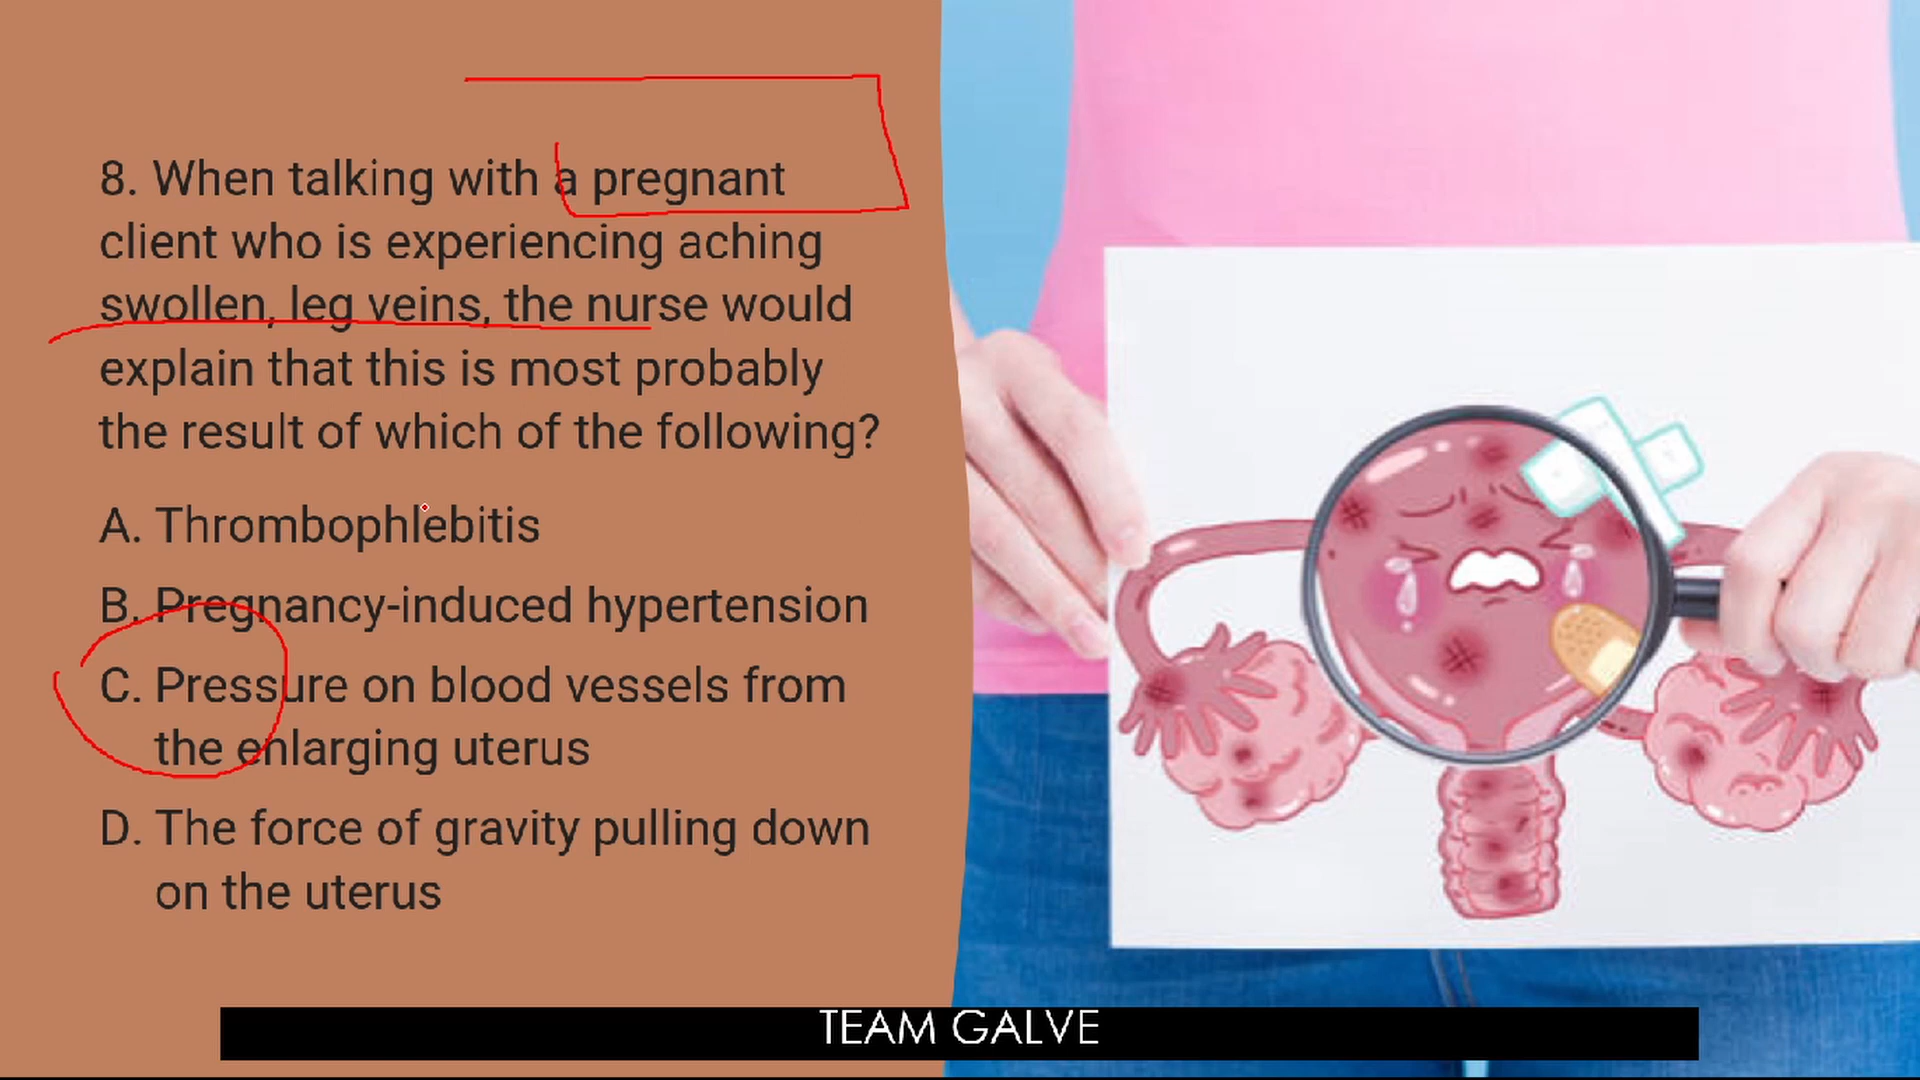 8. When talking with a pregnant
client who is experiencing aching
swollen, leg veins, the nurse would
explain that this is most probably
the result of which of the following?
A. Thrombophlebitis
B. Pregnancy-induced hypertension
C. Pressure on blood vessels from
the enlarging uterus
D. The force of gravity pulling down
on the uterus
TEAM GALVE